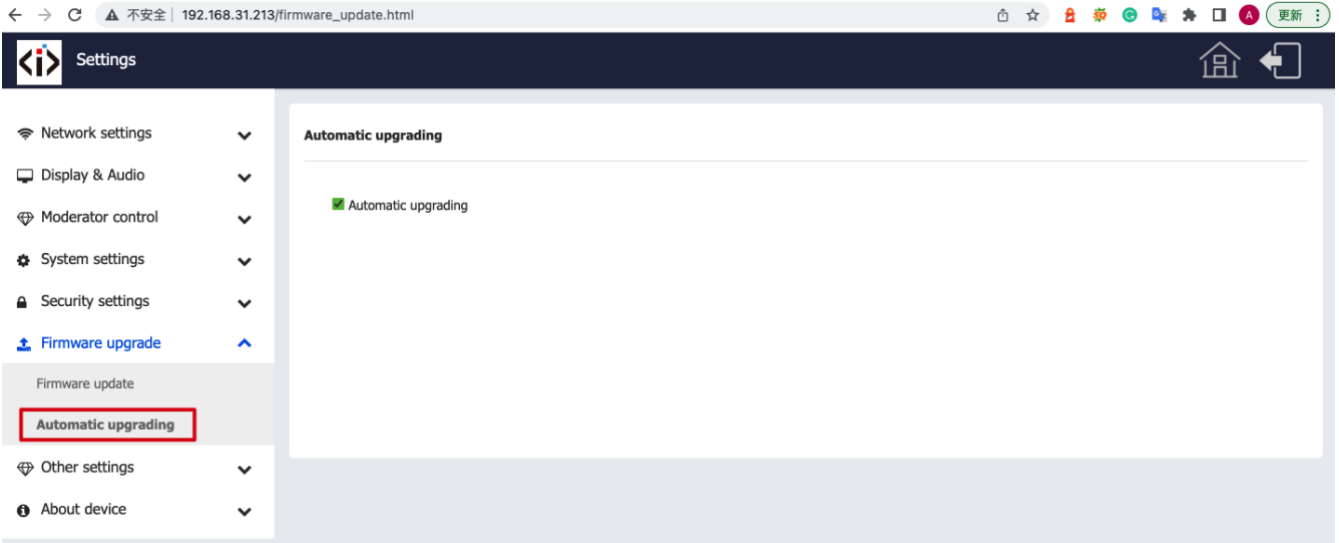 不安全 | 192.168.31.213/firmware_update.html
A
更新
<i> Settings
Network settings
Display & Audio
Moderator control
System settings
Security settings
Firmware upgrade
Firmware update
Automatic upgrading
Other settings
About device
Automatic upgrading
Automatic upgrading